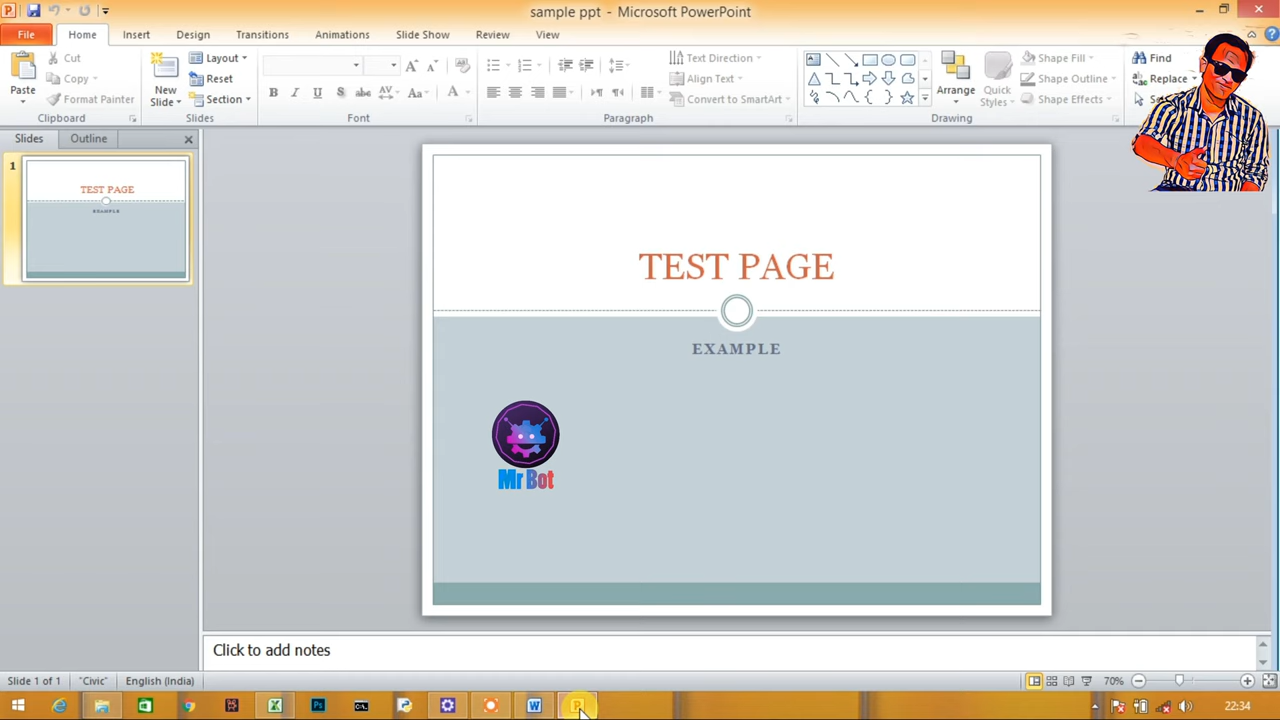 sample ppt - Microsoft PowerPoint
File Home Insert Design Transitions Animations Slide Show Review View
Paste
Cut
Copy
Format Painter
Clipboard
New
Slide
Layout
Reset
Section
Slides
B I U S abc AV Aa A
Font
Text Direction
Align Text
Convert to SmartArt
Paragraph
Arrange
Quick
Styles
Shape Fill
Shape Outline
Shape Effects
Drawing
Find
Replace
Slides Outline
1
TEST PAGE
EXAMPLE
TEST PAGE
EXAMPLE
Mr Bot
Click to add notes
Slide 1 of 1 "Civic" English (India) 70%
22:34